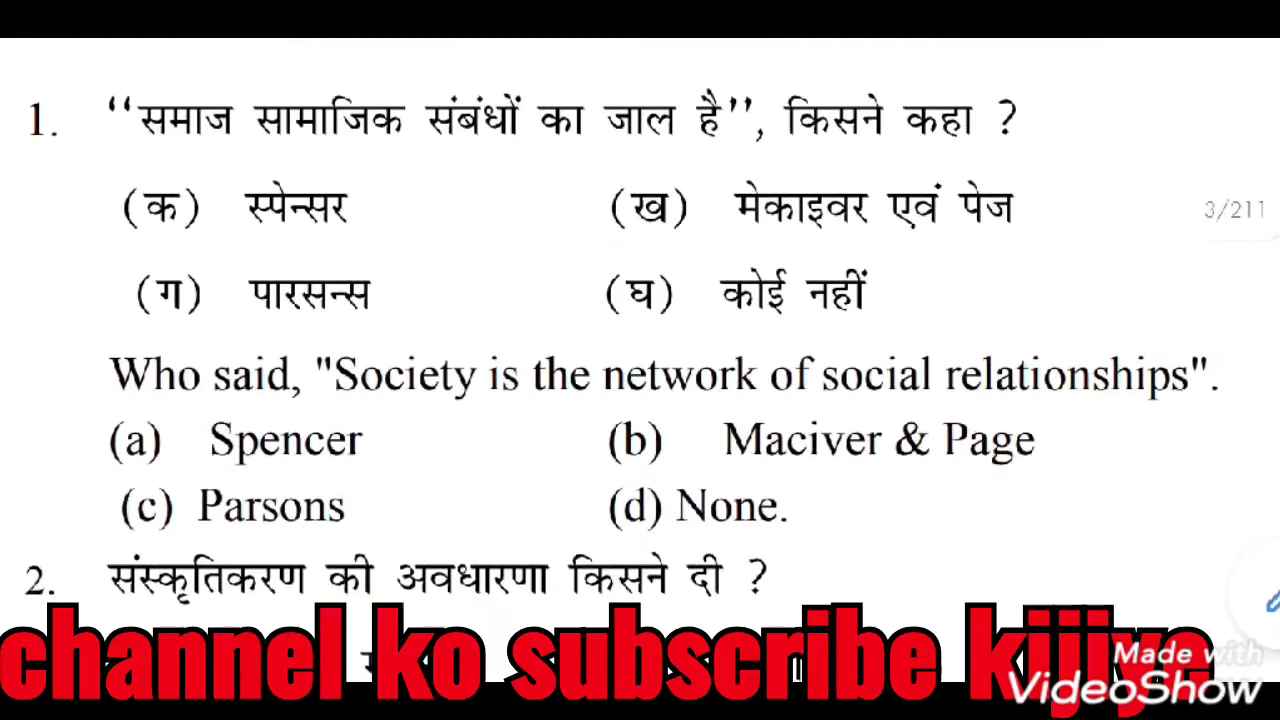 1. ‘‘समाज सामाजिक संबंधों का जाल है’’, किसने कहा ?
(क) स्पेन्सर (ख) मेकाइवर एवं पेज
3/211
(ग) पारसन्स (घ) कोई नहीं
Who said, "Society is the network of social relationships".
(a) Spencer (b) Maciver & Page
(c) Parsons (d) None.
2. संस्कृतिकरण की अवधारणा किसने दी ?
channel ko subscribe kijiye
Made with
VideoShow